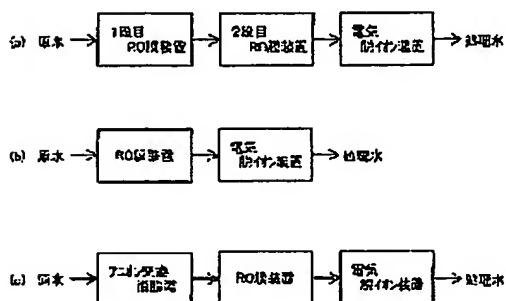 (a) 原水 1段目 RO膜装置 2段目 RO膜装置 電気 脱イオン装置 処理水
(b) 原水 RO膜装置 電気 脱イオン装置 処理水
(c) 原水 アニオン交換 樹脂塔 RO膜装置 電気 脱イオン装置 処理水